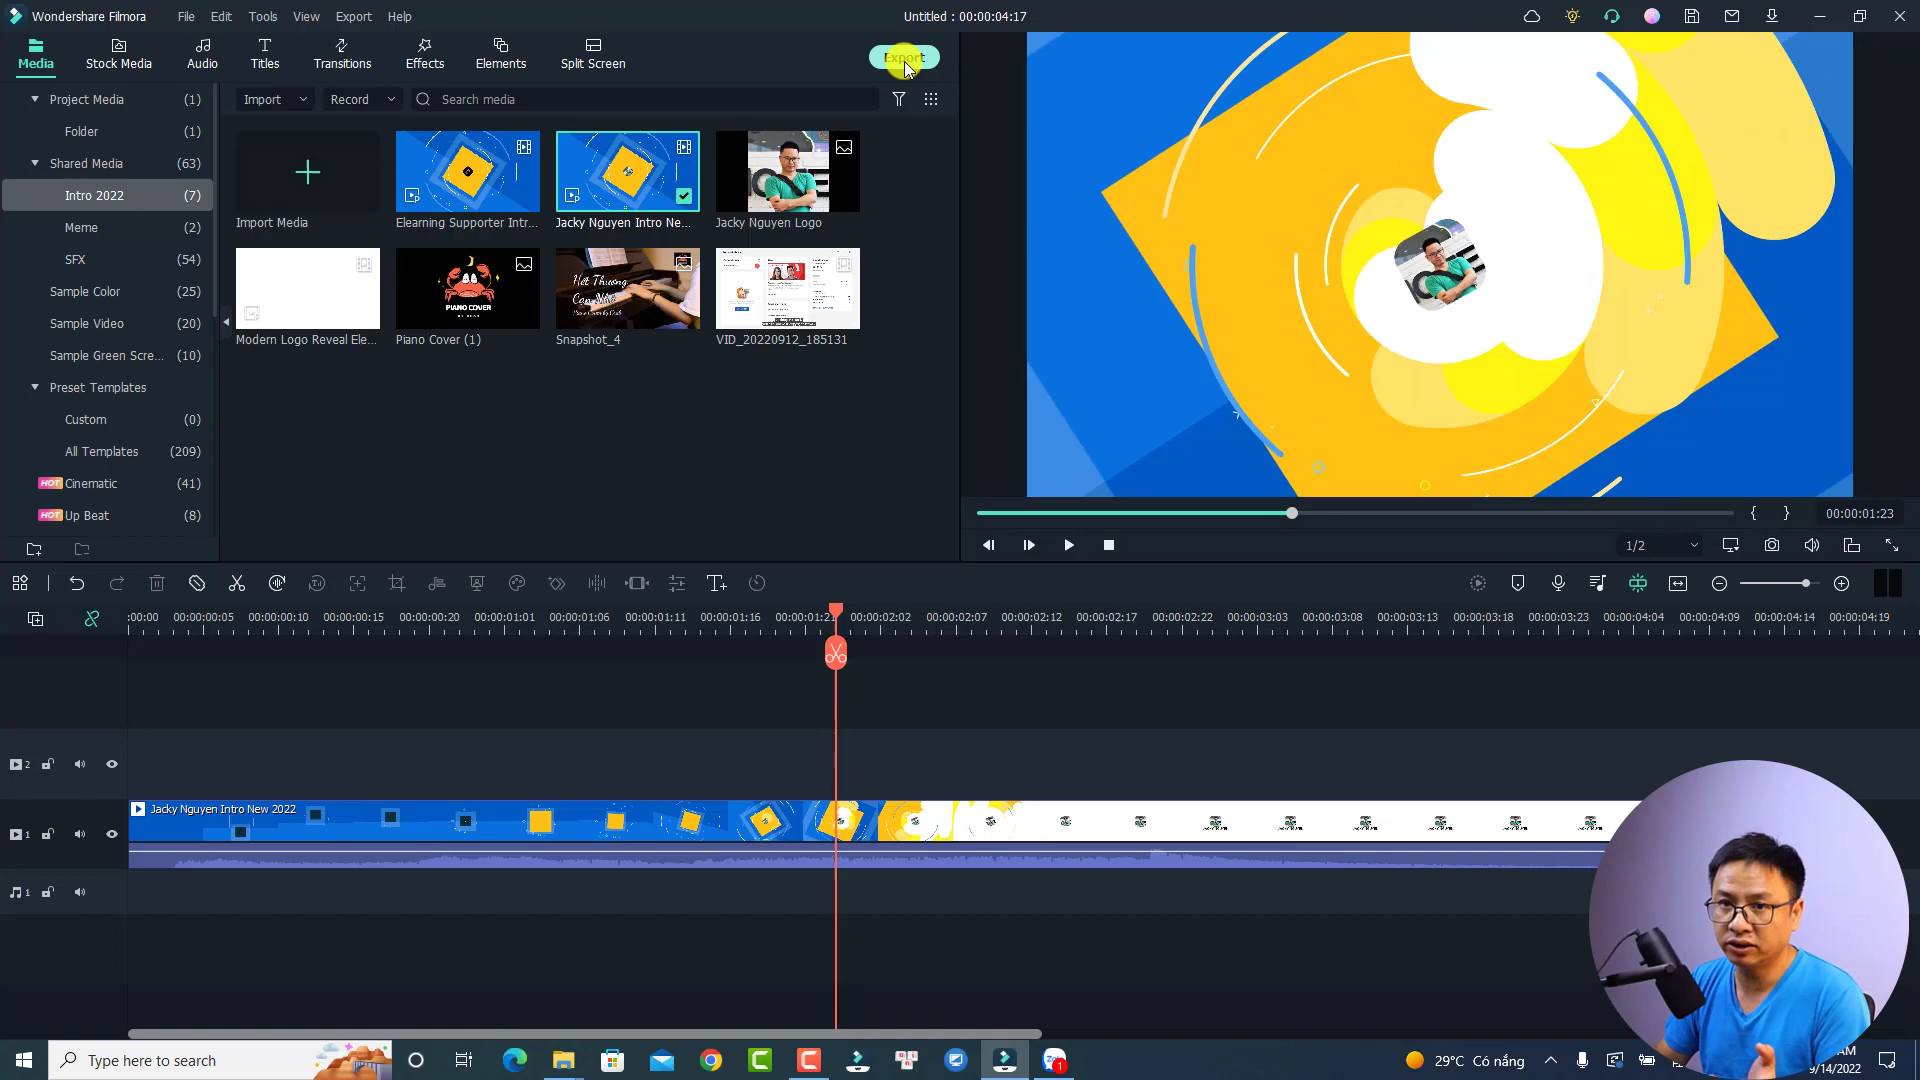 Wondershare Filmora
File
Edit
Tools
View
Export
Help
Untitled : 00:00:04:17
Media
Stock Media
Audio
Titles
Transitions
Effects
Elements
Split Screen
Export
Project Media (1)
Folder (1)
Shared Media (63)
Intro 2022 (7)
Meme (2)
SFX (54)
Sample Color (25)
Sample Video (20)
Sample Green Scre... (10)
Preset Templates
Custom (0)
All Templates (209)
HOT Cinematic (41)
HOT Up Beat (8)
Import
Record
Search media
Import Media
Elearning Supporter Intr...
Jacky Nguyen Intro Ne...
Jacky Nguyen Logo
PIANO COVER
Hết Thương
Cạn Nhớ
Modern Logo Reveal Ele...
Piano Cover (1)
Snapshot_4
VID_20220912_185131
{ }
00:00:01:23
1/2
:00:00
00:00:00:05
00:00:00:10
00:00:00:15
00:00:00:20
00:00:01:01
00:00:01:06
00:00:01:11
00:00:01:16
00:00:01:21
00:00:02:02
00:00:02:07
00:00:02:12
00:00:02:17
00:00:02:22
00:00:03:03
00:00:03:08
00:00:03:13
00:00:03:18
00:00:03:23
00:00:04:04
00:00:04:09
00:00:04:14
00:00:04:19
2
Jacky Nguyen Intro New 2022
1
1
Type here to search
Zalo
1
29°C Có nắng
AM
9/14/2022